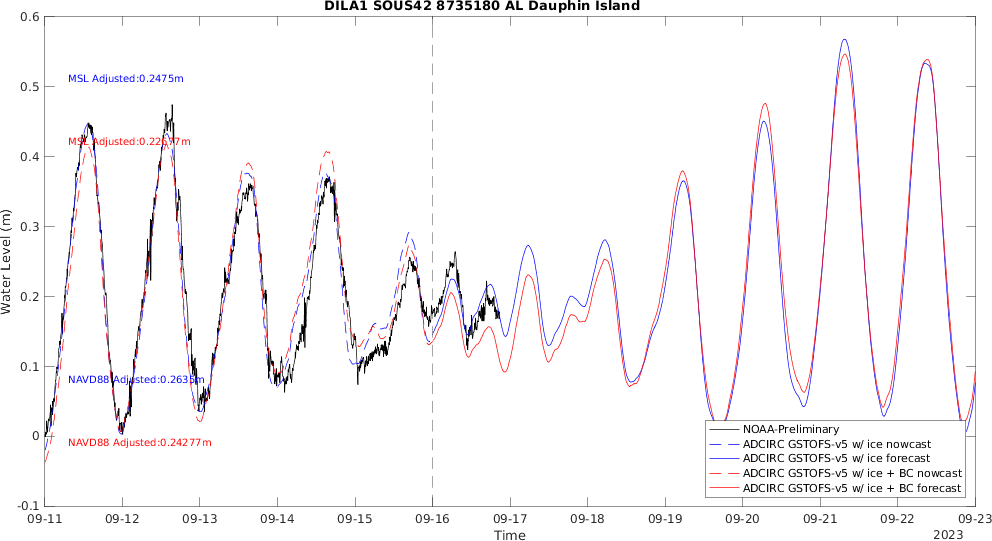 DILA1 SOUS42 8735180 AL Dauphin Island
0.6
0.5
0.4
0.3
0.2
0.1
0
-0.1
Water Level (m)
MSL Adjusted:0.2475m
MSL Adjusted:0.22677m
NAVD88 Adjusted:0.2635m
NAVD88 Adjusted:0.24277m
NOAA-Preliminary
ADCIRC GSTOFS-v5 w/ ice nowcast
ADCIRC GSTOFS-v5 w/ ice forecast
ADCIRC GSTOFS-v5 w/ ice + BC nowcast
ADCIRC GSTOFS-v5 w/ ice + BC forecast
09-11 09-12 09-13 09-14 09-15 09-16 09-17 09-18 09-19 09-20 09-21 09-22 09-23
Time
2023